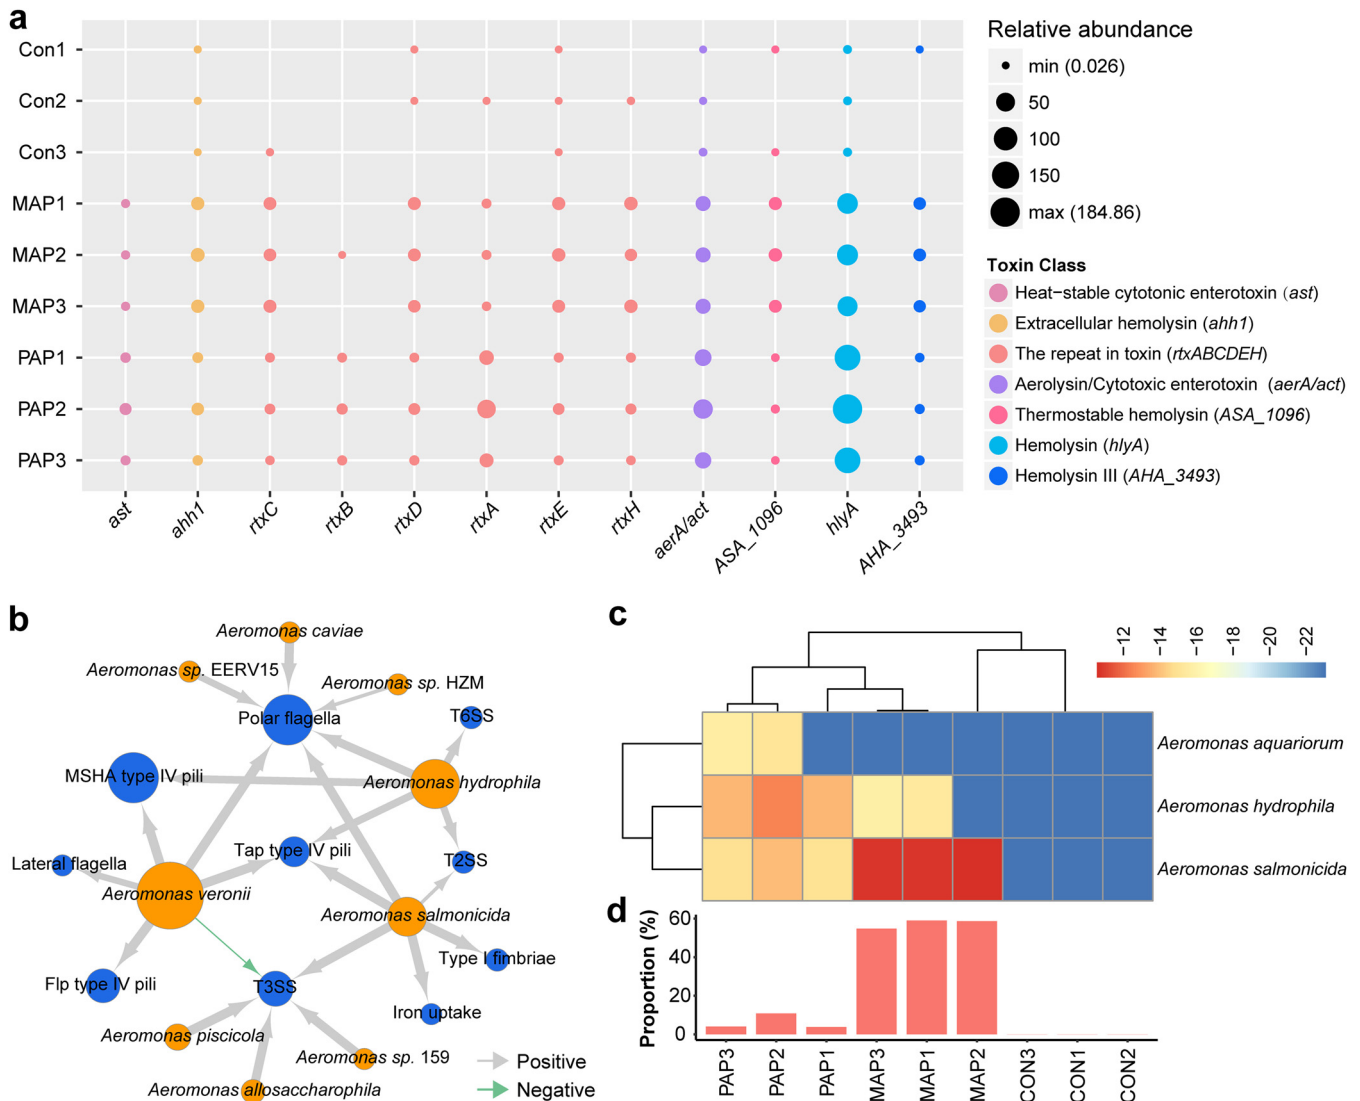 a
Con1
Con2
Con3
MAP1
MAP2
MAP3
PAP1
PAP2
PAP3
ast
ahh1
rtxC
rtxB
rtxD
rtxA
rtxE
rtxH
aerA/act
ASA_1096
hlyA
AHA_3493
Relative abundance
min (0.026)
50
100
150
max (184.86)
Toxin Class
Heat−stable cytotonic enterotoxin (ast)
Extracellular hemolysin (ahh1)
The repeat in toxin (rtxABCDEH)
Aerolysin/Cytotoxic enterotoxin (aerA/act)
Thermostable hemolysin (ASA_1096)
Hemolysin (hlyA)
Hemolysin III (AHA_3493)
b
Aeromonas caviae
Aeromonas sp. EERV15
Aeromonas sp. HZM
Polar flagella
T6SS
MSHA type IV pili
Aeromonas hydrophila
Tap type IV pili
T2SS
Lateral flagella
Aeromonas veronii
Aeromonas salmonicida
Type I fimbriae
Flp type IV pili
T3SS
Iron uptake
Aeromonas piscicola
Aeromonas sp. 159
Aeromonas allosaccharophila
Positive
Negative
c
−12
−14
−16
−20
−22
Aeromonas aquariorum
Aeromonas hydrophila
Aeromonas salmonicida
d
Proportion (%)
60
40
20
0
PAP3
PAP2
PAP1
MAP3
MAP1
MAP2
CON3
CON1
CON2